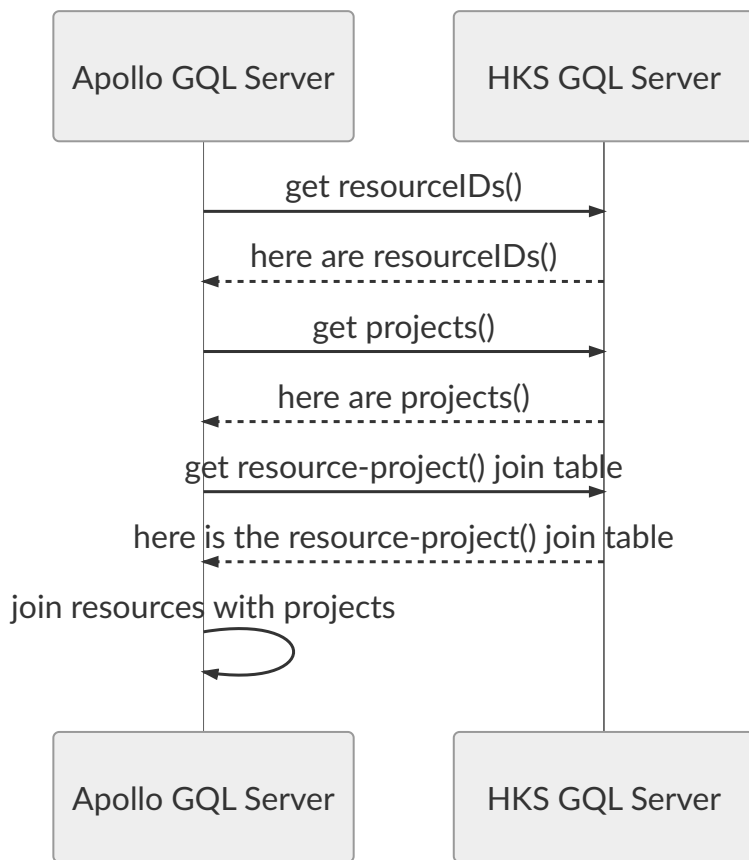 Apollo GQL Server
HKS GQL Server
get resourceIDs()
here are resourceIDs()
get projects()
here are projects()
get resource-project() join table
here is the resource-project() join table
join resources with projects
Apollo GQL Server
HKS GQL Server